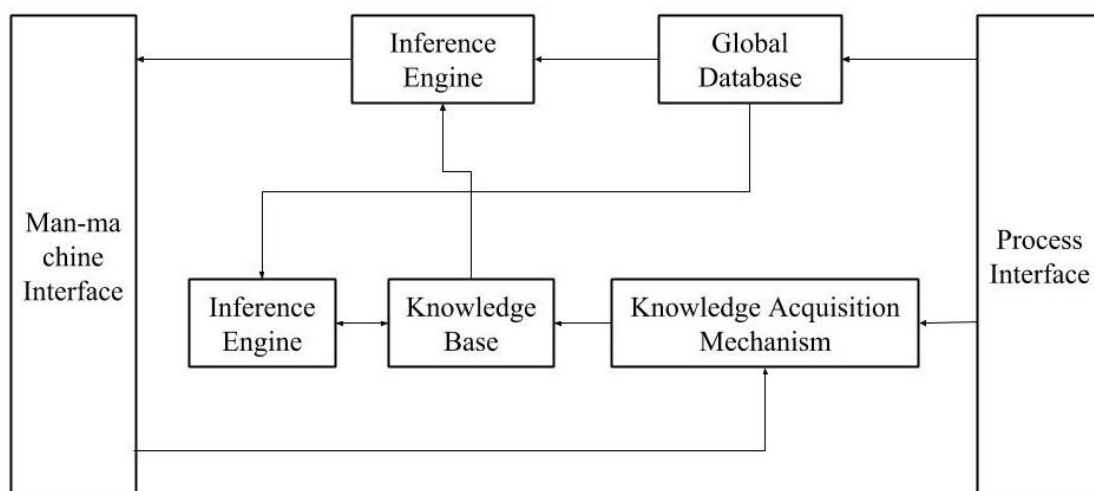 Inference
Engine
Global
Database
Man-ma
chine
Interface
Process
Interface
Inference
Engine
Knowledge
Base
Knowledge Acquisition
Mechanism